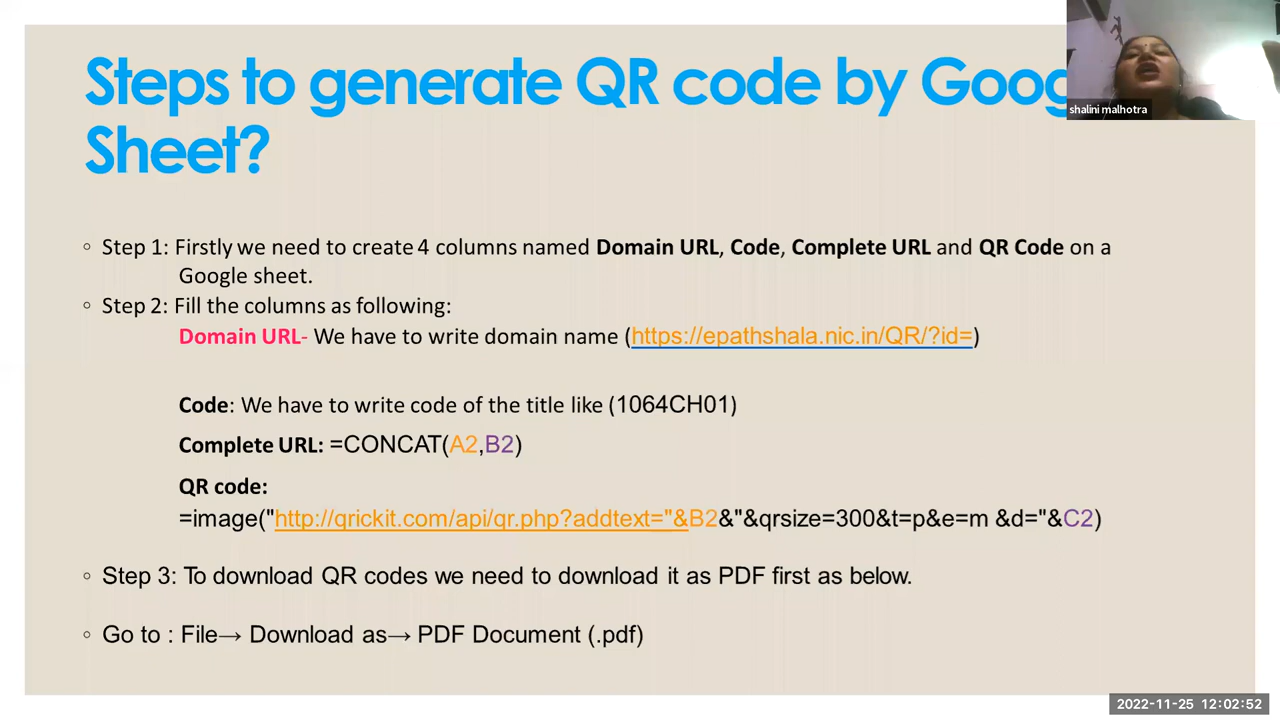 Steps to generate QR code by Goog
Sheet?
shalini malhotra
◦ Step 1: Firstly we need to create 4 columns named Domain URL, Code, Complete URL and QR Code on a
Google sheet.
◦ Step 2: Fill the columns as following:
Domain URL- We have to write domain name (https://epathshala.nic.in/QR/?id=)
Code: We have to write code of the title like (1064CH01)
Complete URL: =CONCAT(A2,B2)
QR code:
=image("http://qrickit.com/api/qr.php?addtext="&B2&"&qrsize=300&t=p&e=m &d="&C2)
◦ Step 3: To download QR codes we need to download it as PDF first as below.
◦ Go to : File→ Download as→ PDF Document (.pdf)
2022-11-25 12:02:52